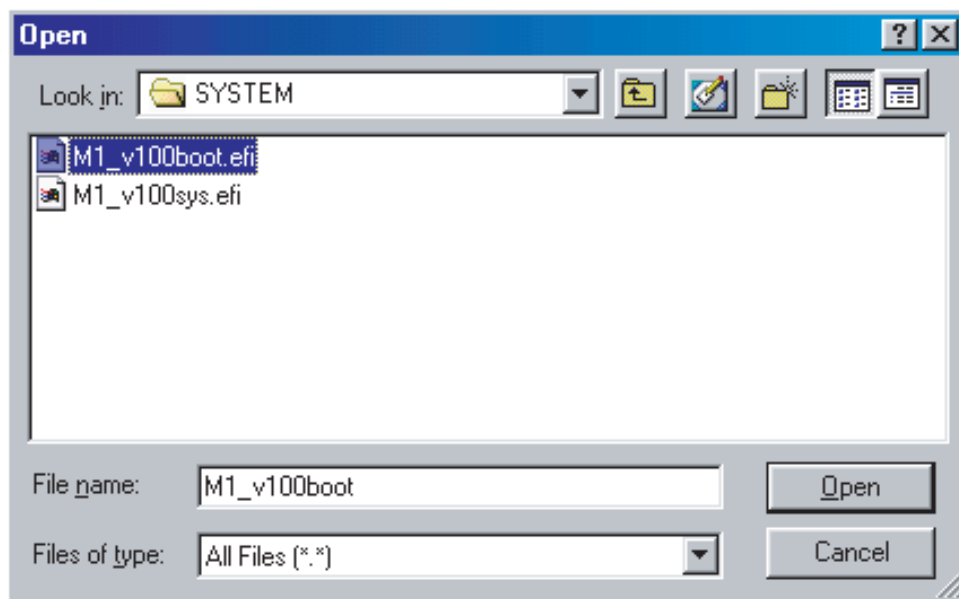 Open
Look in: SYSTEM
M1_v100boot.efi
M1_v100sys.efi
File name: M1_v100boot Open
Files of type: All Files (*.*) Cancel